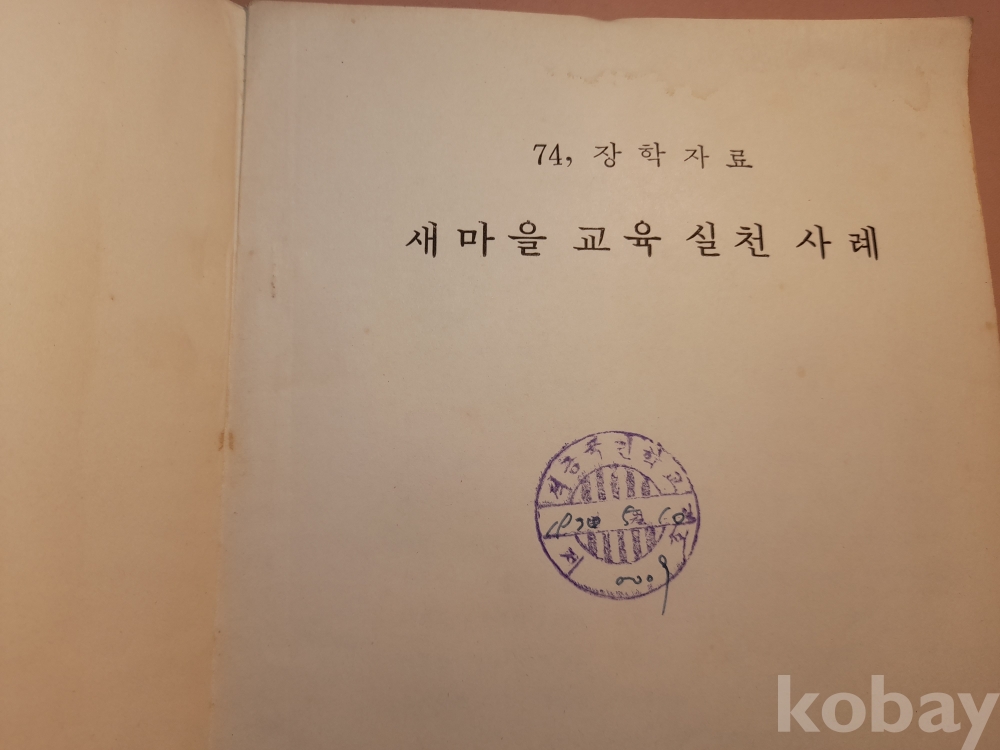 74, 장학자료
새마을 교육 실천 사례
kobay